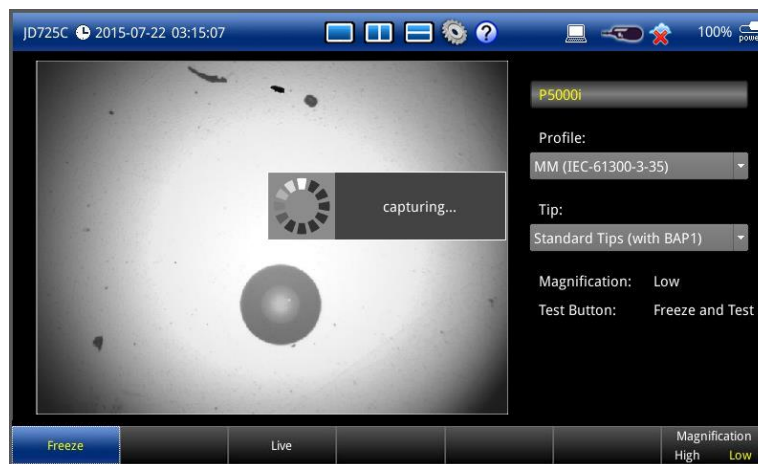 JD725C 2015-07-22 03:15:07 ? 100%
P5000i
Profile:
MM (IEC-61300-3-35)
capturing...
Tip:
Standard Tips (with BAP1)
Magnification: Low
Test Button: Freeze and Test
Freeze Live Magnification
High Low